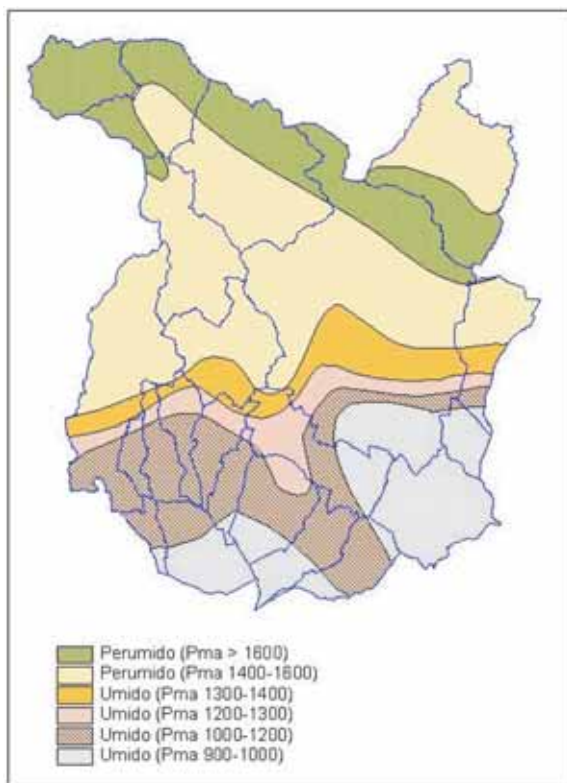 Perumido (Pma > 1600)
Perumido (Pma 1400-1600)
Umido (Pma 1300-1400)
Umido (Pma 1200-1300)
Umido (Pma 1000-1200)
Umido (Pma 900-1000)